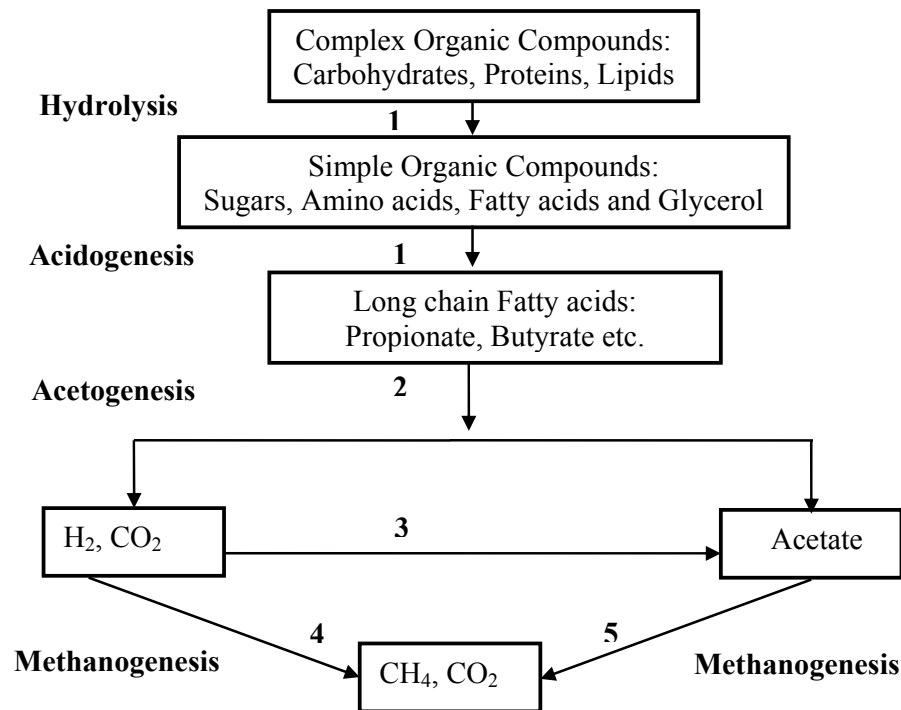 Complex Organic Compounds:
Carbohydrates, Proteins, Lipids
Hydrolysis
1
Simple Organic Compounds:
Sugars, Amino acids, Fatty acids and Glycerol
Acidogenesis
1
Long chain Fatty acids:
Propionate, Butyrate etc.
Acetogenesis
2
H₂, CO₂
3
Acetate
4
5
Methanogenesis
CH₄, CO₂
Methanogenesis